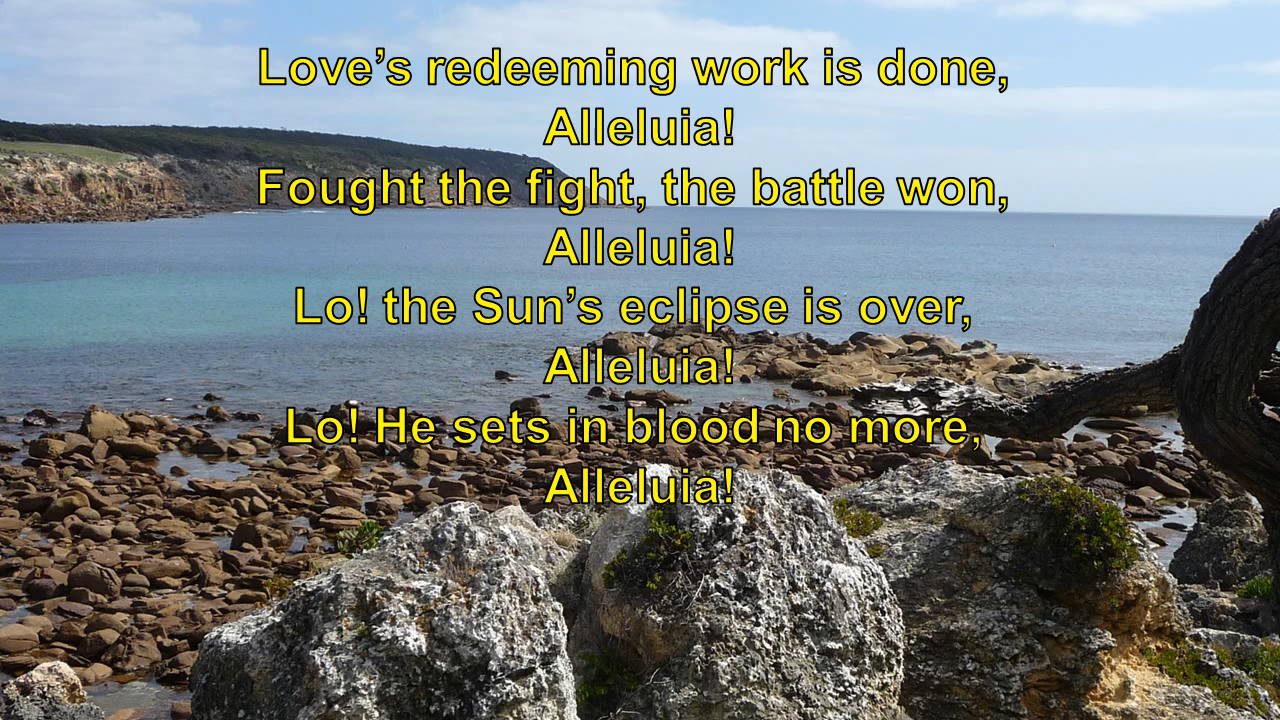 Love’s redeeming work is done,
Alleluia!
Fought the fight, the battle won,
Alleluia!
Lo! the Sun’s eclipse is over,
Alleluia!
Lo! He sets in blood no more,
Alleluia!